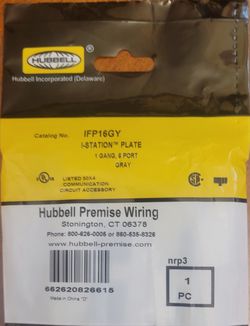 HUBBELL
Hubbell Incorporated (Delaware)
Catalog No. IFP16GY
I-STATION™ PLATE
1 GANG, 6 PORT
GRAY
LISTED 50XA
COMMUNICATION
CIRCUIT ACCESSORY
Hubbell Premise Wiring
Stonington, CT 06378
Phone: 800-626-0005 or 860-535-8326
www.hubbell-premise.com
nrp3
1
PC
662620826615
Made in China "D"